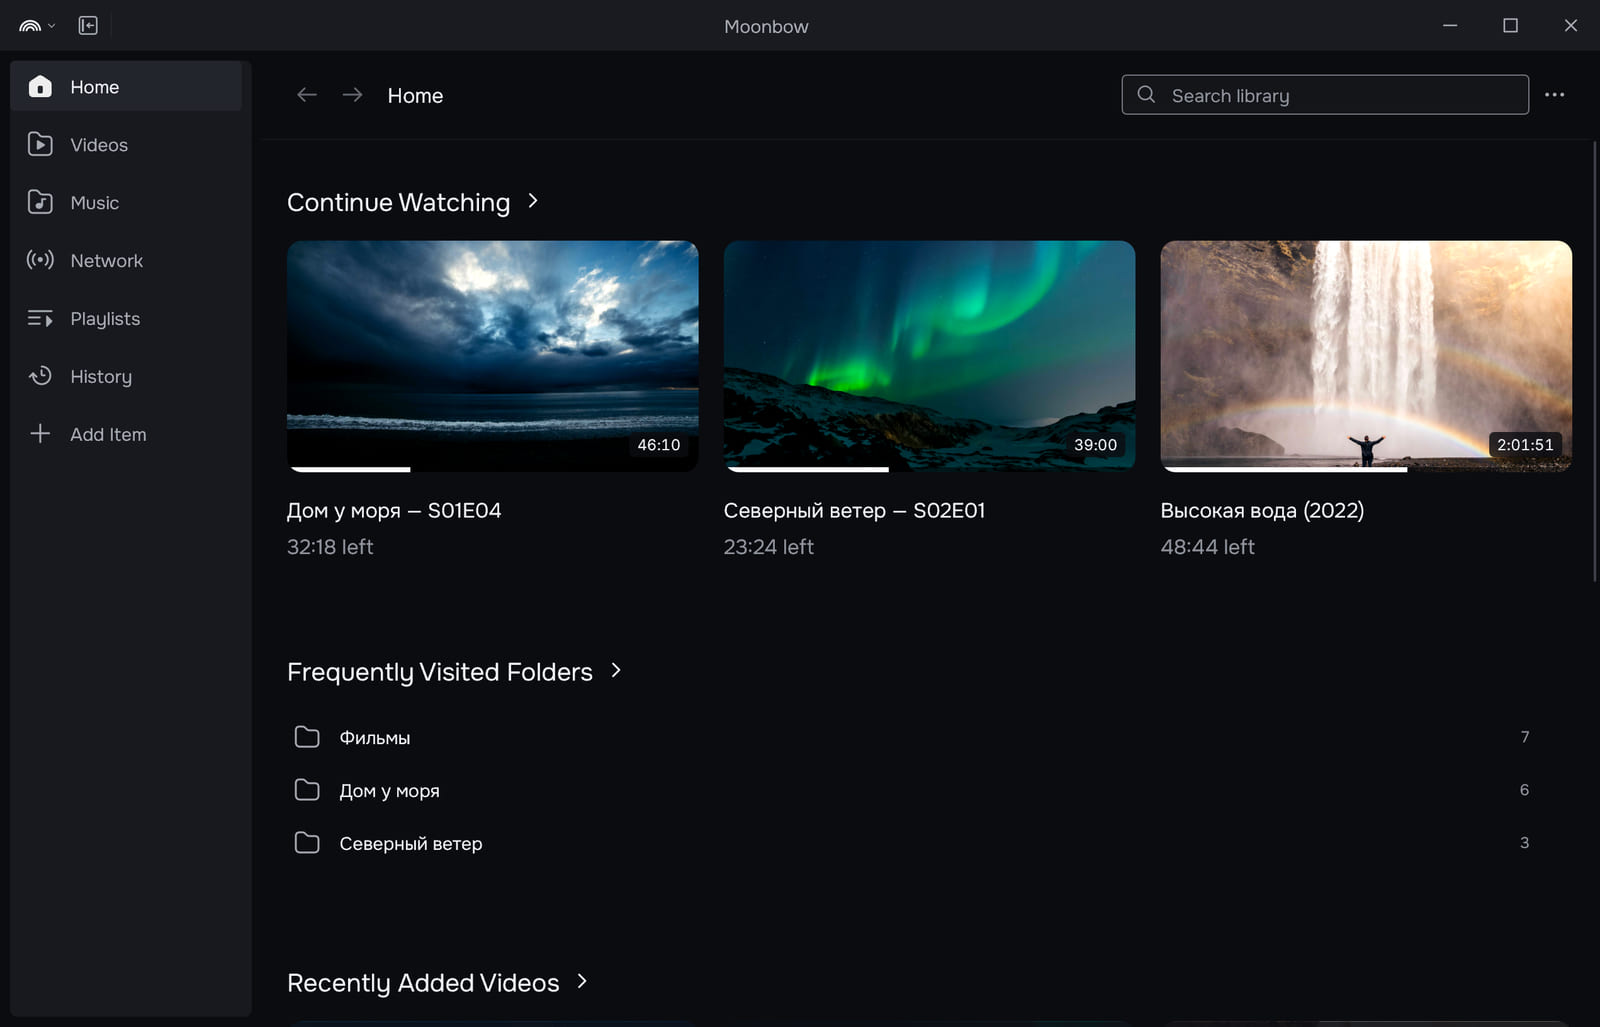 Moonbow
Home
Videos
Music
Network
Playlists
History
Add Item
Home
Search library
Continue Watching
46:10
39:00
2:01:51
Дом у моря — S01E04
32:18 left
Северный ветер — S02E01
23:24 left
Высокая вода (2022)
48:44 left
Frequently Visited Folders
Фильмы 7
Дом у моря 6
Северный ветер 3
Recently Added Videos